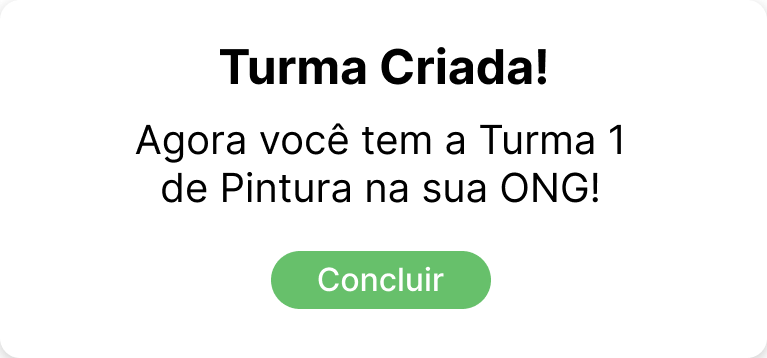 Turma Criada!
Agora você tem a Turma 1
de Pintura na sua ONG!
Concluir